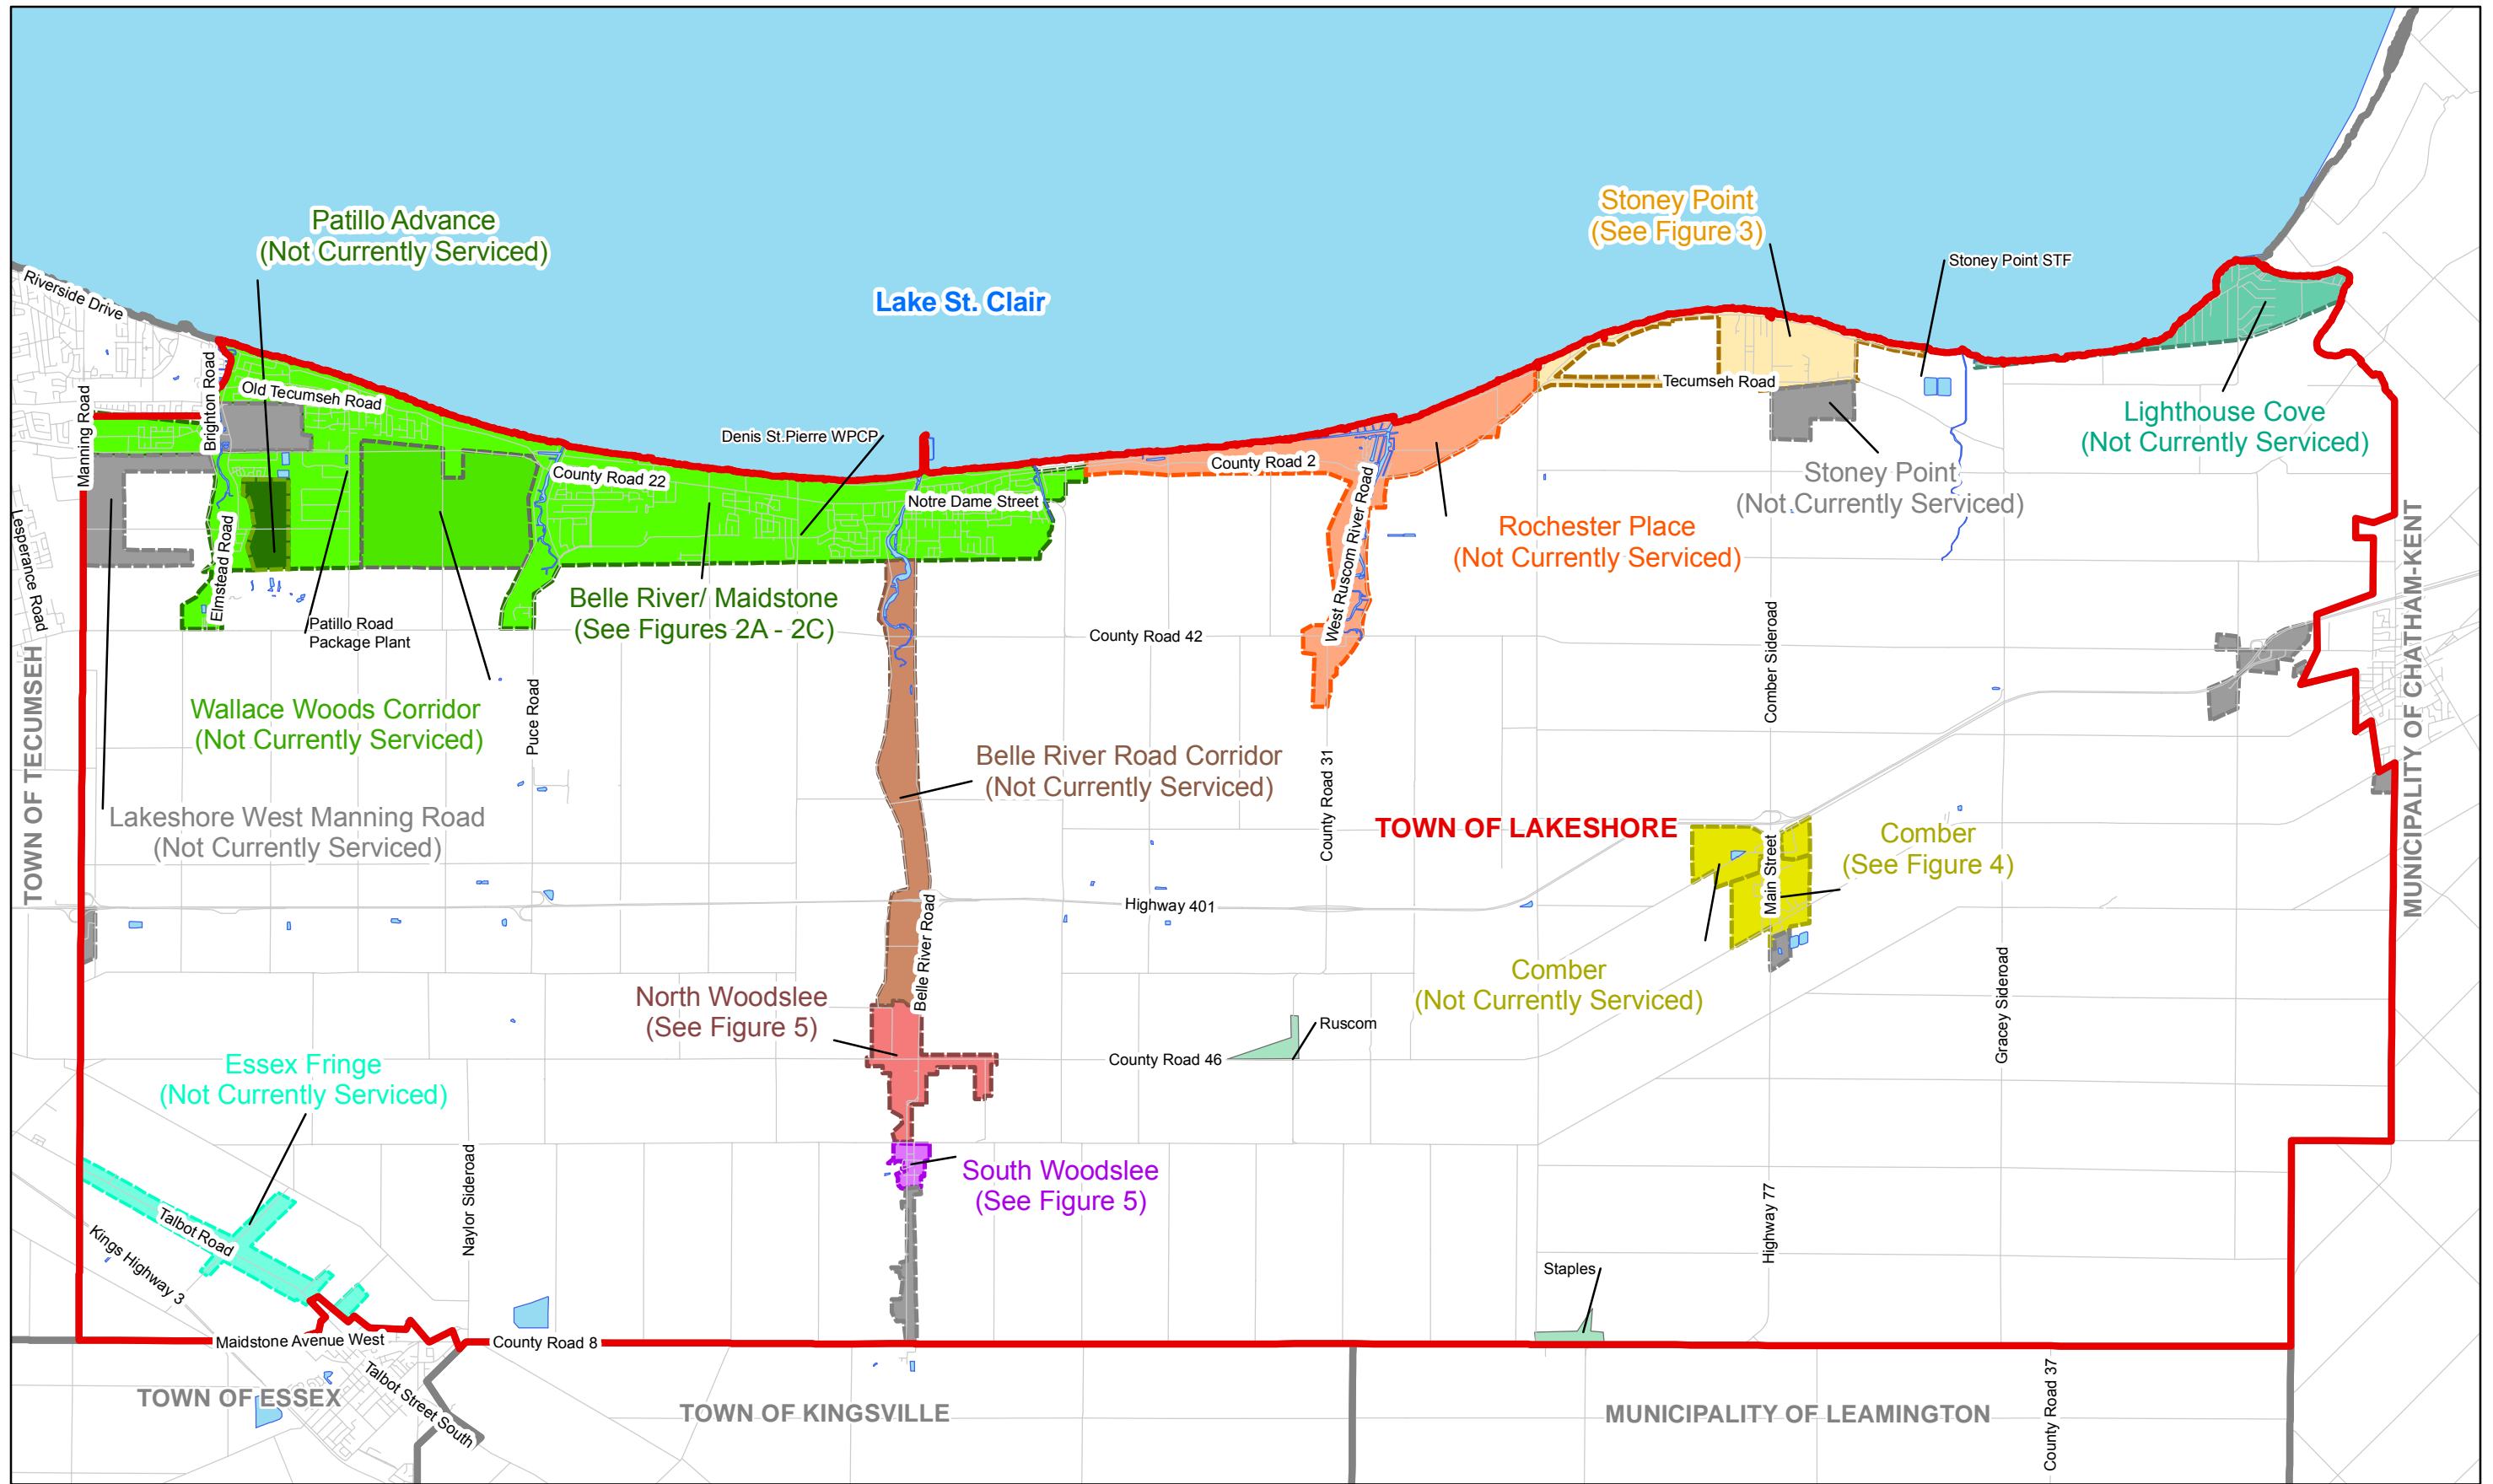 Patillo Advance
(Not Currently Serviced)
Stoney Point
(See Figure 3)
Stoney Point STF
Riverside Drive
Lake St. Clair
Manning Road
Brighton Road
Old Tecumseh Road
Tecumseh Road
Lighthouse Cove
(Not Currently Serviced)
Denis St.Pierre WPCP
County Road 22
County Road 2
Notre Dame Street
Stoney Point
(Not Currently Serviced)
Lesperance Road
Elmstead Road
West Ruscom River Road
Rochester Place
(Not Currently Serviced)
Patillo Road
Package Plant
Belle River/ Maidstone
(See Figures 2A - 2C)
County Road 42
Comber Sideroad
TOWN OF TECUMSEH
MUNICIPALITY OF CHATHAM-KENT
Wallace Woods Corridor
(Not Currently Serviced)
Puce Road
Belle River Road Corridor
(Not Currently Serviced)
County Road 31
Lakeshore West Manning Road
(Not Currently Serviced)
TOWN OF LAKESHORE
Comber
(See Figure 4)
Main Street
Highway 401
Belle River Road
Comber
(Not Currently Serviced)
North Woodslee
(See Figure 5)
Ruscom
Gracey Sideroad
County Road 46
Essex Fringe
(Not Currently Serviced)
South Woodslee
(See Figure 5)
Naylor Sideroad
Highway 77
Talbot Road
Kings Highway 3
Staples
Maidstone Avenue West
County Road 8
Talbot Street South
County Road 37
TOWN OF ESSEX
TOWN OF KINGSVILLE
MUNICIPALITY OF LEAMINGTON